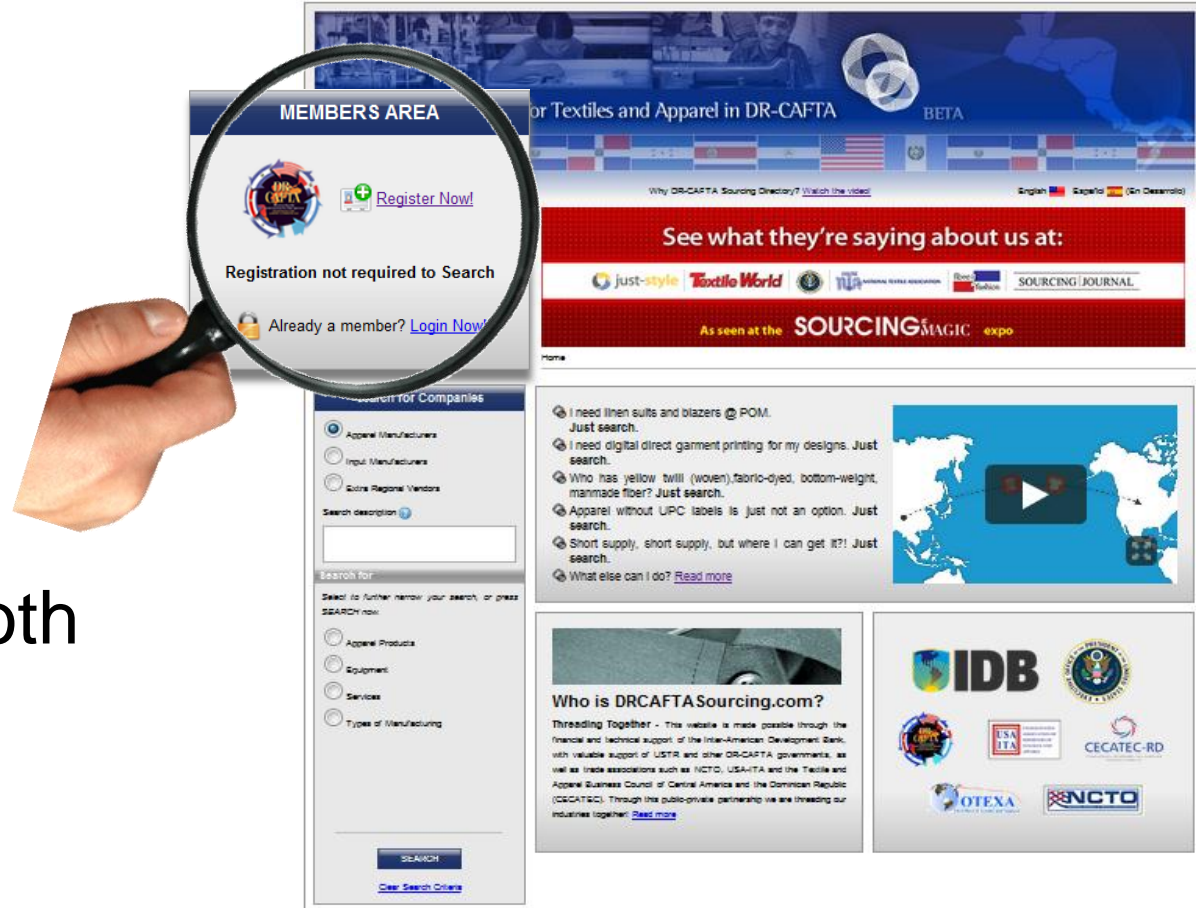 MEMBERS AREA
Register Now!
Registration not required to Search
Already a member? Login Now!
or Textiles and Apparel in DR-CAFTA
BETA
Why DR-CAFTA Sourcing Directory? Watch the video!
English Español (En Desarrollo)
See what they're saying about us at:
just-style Textile World NATIONAL TEXTILE ASSOCIATION SOURCING JOURNAL
As seen at the SOURCING at MAGIC expo
Home
Search for Companies
Apparel Manufacturers
Input Manufacturers
Extra Regional Vendors
Search description
Search for
Select to further narrow your search, or press
SEARCH now.
Apparel Products
Equipment
Services
Types of Manufacturing
SEARCH
Clear Search Criteria
I need linen suits and blazers @ POM.
Just search.
I need digital direct garment printing for my designs. Just
search.
Who has yellow twill (woven),fabric-dyed, bottom-weight,
manmade fiber? Just search.
Apparel without UPC labels is just not an option. Just
search.
Short supply, short supply, but where I can get it?! Just
search.
What else can I do? Read more
Who is DRCAFTASourcing.com?
Threading Together - This website is made possible through the
financial and technical support of the Inter-American Development Bank,
with valuable support of USTR and other DR-CAFTA governments, as
well as trade associations such as NCTO, USA-ITA and the Textile and
Apparel Business Council of Central America and the Dominican Republic
(CECATEC). Through this public-private partnership we are threading our
industries together! Read more
IDB
DR-CAFTA
USA ITA
CECATEC-RD
OTEXA
NCTO
oth